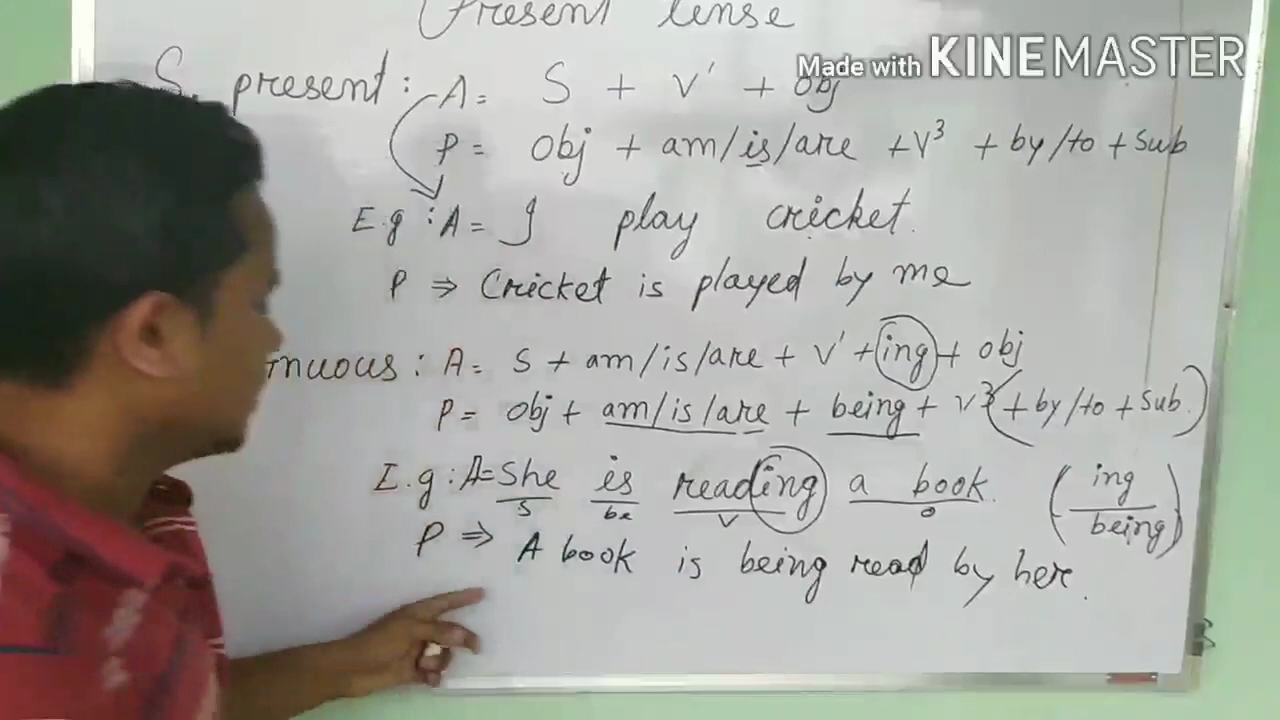 Present tense
Made with KINEMASTER
S. present : A = S + V' + obj
P = obj + am/is/are + V³ + by/to + sub
E.g : A = I play cricket.
P ⇒ Cricket is played by me
nuous : A = S + am/is/are + V' + ing + obj
P = obj + am/is/are + being + V³ (+ by/to + sub.)
E.g : A = She is reading a book. (ing
S be V O being)
P ⇒ A book is being read by her.